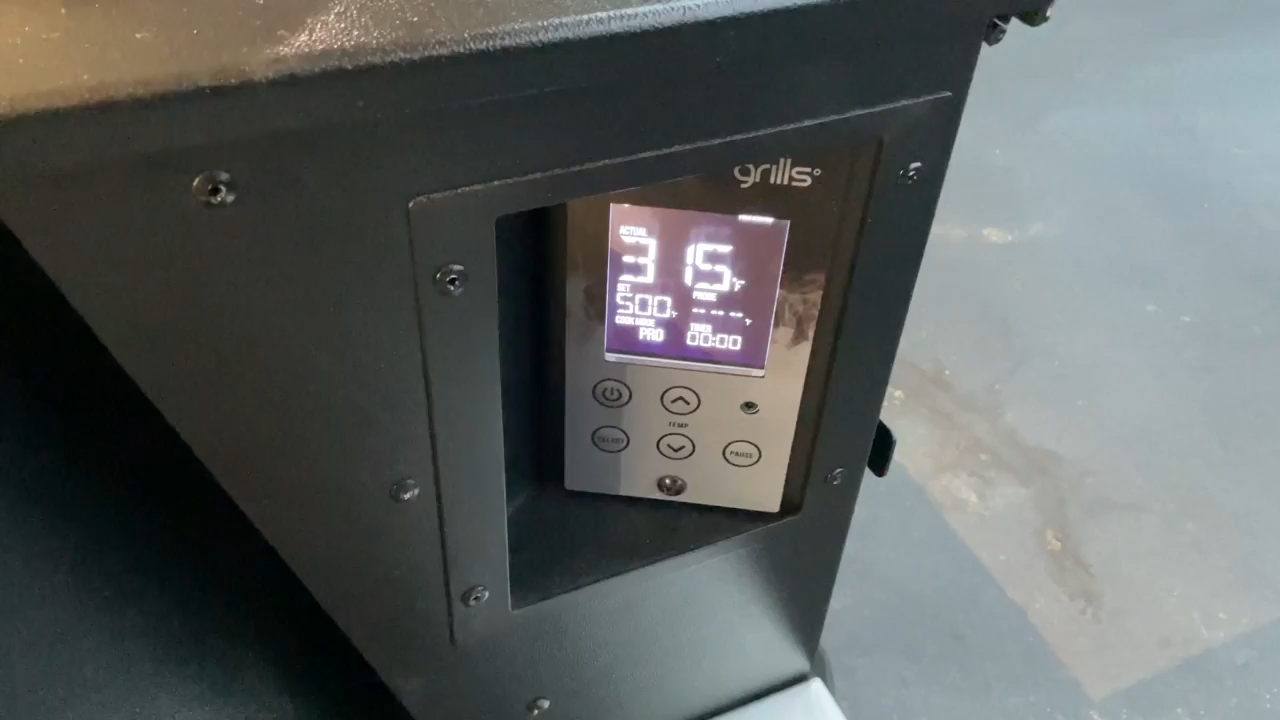 grills°
ACTUAL
315°F
SET PROBE
500°F --- --- ---°F
COOK MODE TIMER
PRO 00:00
TEMP
SELECT PAUSE